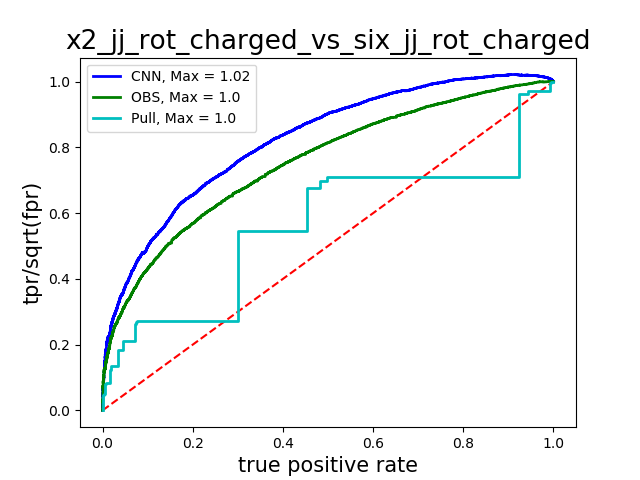 x2_jj_rot_charged_vs_six_jj_rot_charged
CNN, Max = 1.02
OBS, Max = 1.0
Pull, Max = 1.0
tpr/sqrt(fpr)
1.0
0.8
0.6
0.4
0.2
0.0
0.0 0.2 0.4 0.6 0.8 1.0
true positive rate